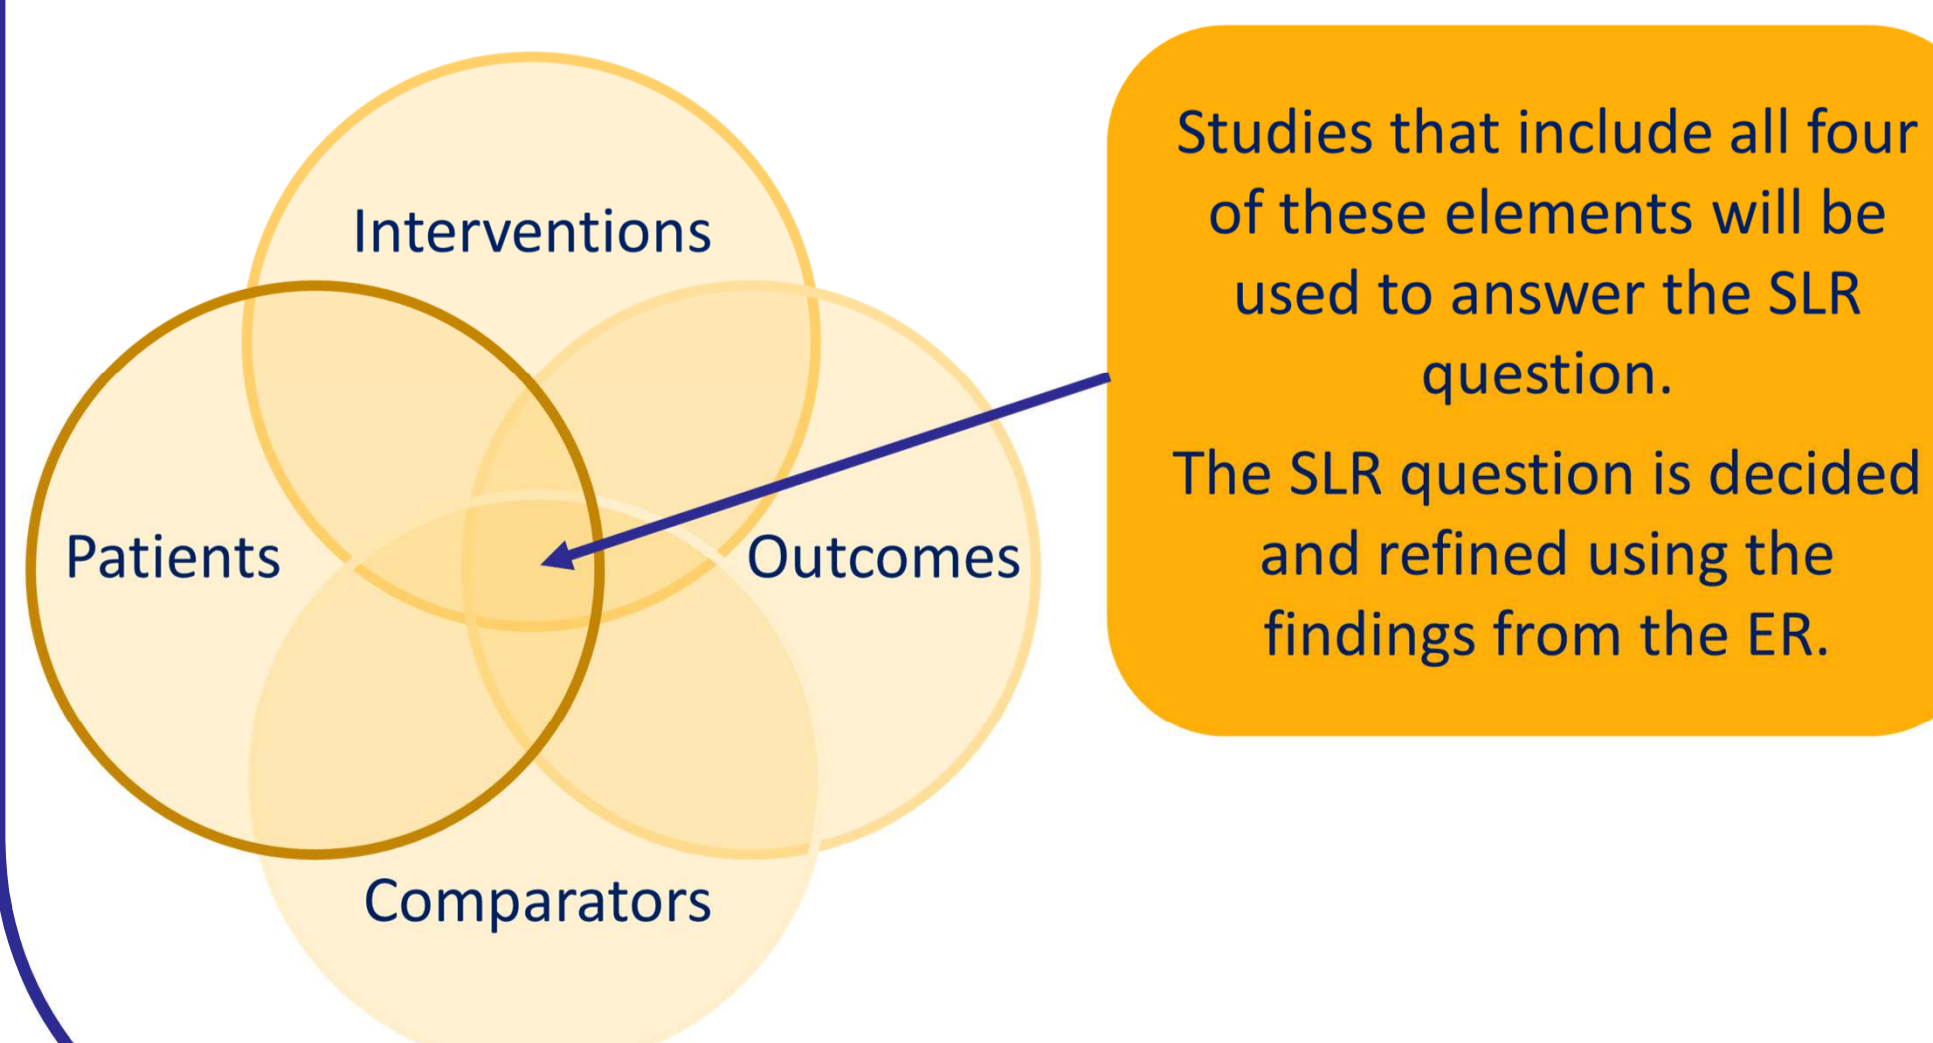 Interventions
Patients
Outcomes
Comparators
Studies that include all four
of these elements will be
used to answer the SLR
question.
The SLR question is decided
and refined using the
findings from the ER.